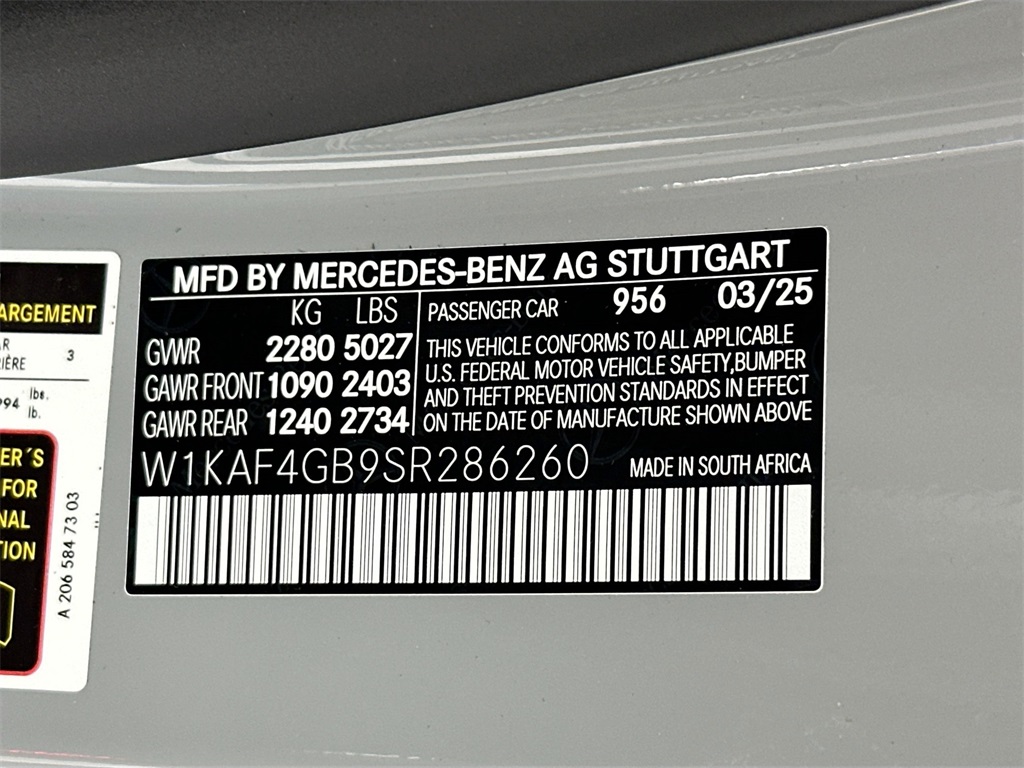 MFD BY MERCEDES-BENZ AG STUTTGART
KG LBS
GVWR 2280 5027
GAWR FRONT 1090 2403
GAWR REAR 1240 2734
PASSENGER CAR 956 03/25
THIS VEHICLE CONFORMS TO ALL APPLICABLE
U.S. FEDERAL MOTOR VEHICLE SAFETY,BUMPER
AND THEFT PREVENTION STANDARDS IN EFFECT
ON THE DATE OF MANUFACTURE SHOWN ABOVE
W1KAF4GB9SR286260 MADE IN SOUTH AFRICA
ARGEMENT
3
lbs.
lb.
ER´S
FOR
NAL
TION
A 206 584 73 03